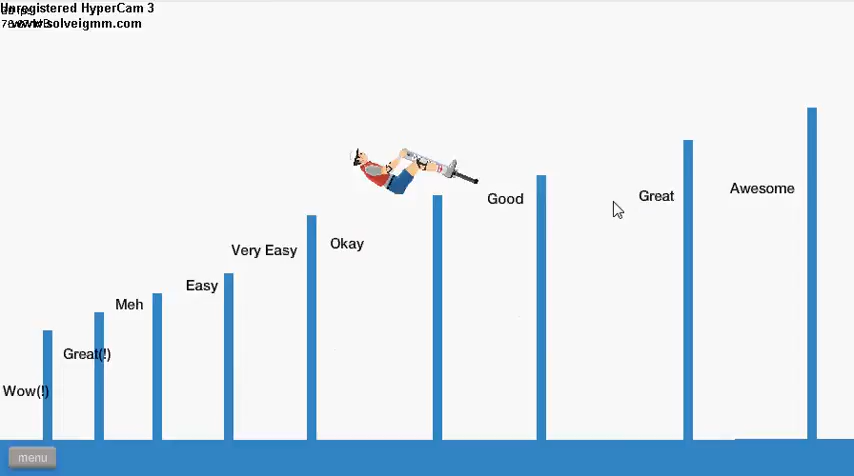 Unregistered HyperCam 3
www.solveigmm.com
Awesome
Great
Good
Okay
Very Easy
Easy
Meh
Great(!)
Wow(!)
menu